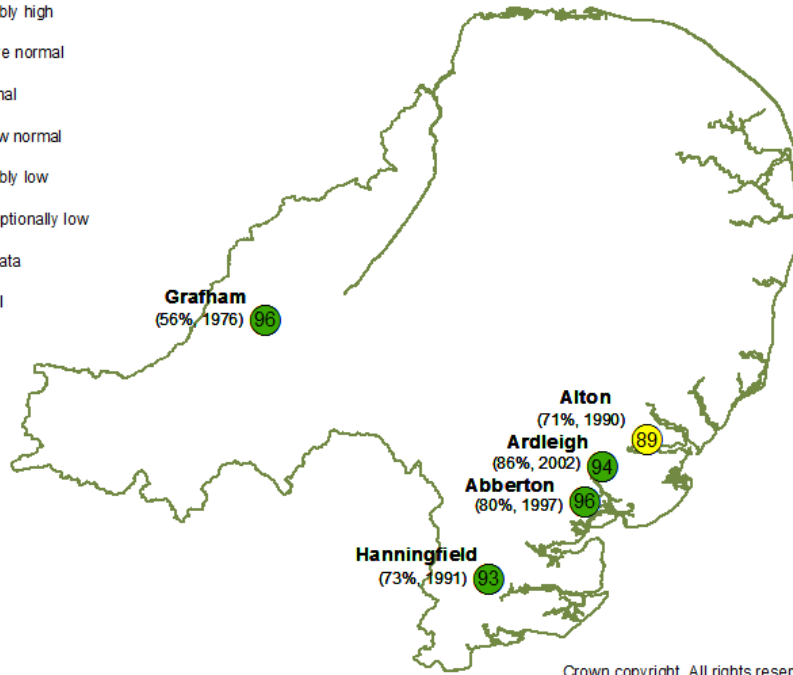 bly high
e normal
nal
w normal
bly low
ptionally low
ata
l
Grafham
(56%, 1976) 96
Alton
(71%, 1990) 89
Ardleigh
(86%, 2002) 94
Abberton
(80%, 1997) 96
Hanningfield
(73%, 1991) 93
Crown copyright. All rights reser